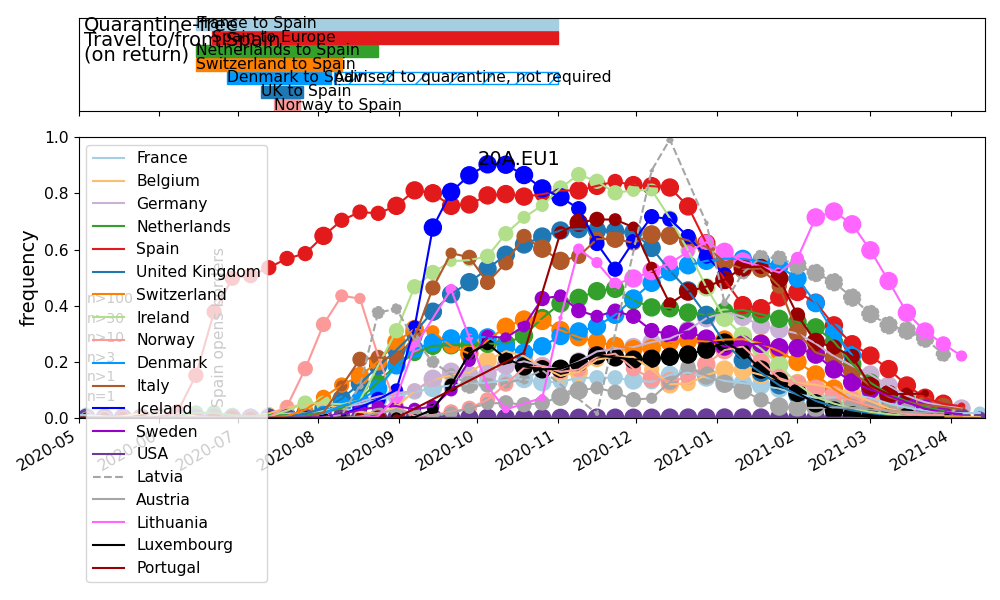 Quarantine-free
Travel to/from Spain
(on return)
France to Spain
Spain to Europe
Netherlands to Spain
Switzerland to Spain
Denmark to Spain
Advised to quarantine, not required
UK to Spain
Norway to Spain
20A.EU1
frequency
1.0
0.8
0.6
0.4
0.2
0.0
France
Belgium
Germany
Netherlands
Spain
United Kingdom
Switzerland
Ireland
Norway
Denmark
Italy
Iceland
Sweden
USA
Latvia
Austria
Lithuania
Luxembourg
Portugal
n>100
n>30
n>10
n>3
n>1
n=1
Spain opens borders
2020-05
2020-06
2020-07
2020-08
2020-09
2020-10
2020-11
2020-12
2021-01
2021-02
2021-03
2021-04